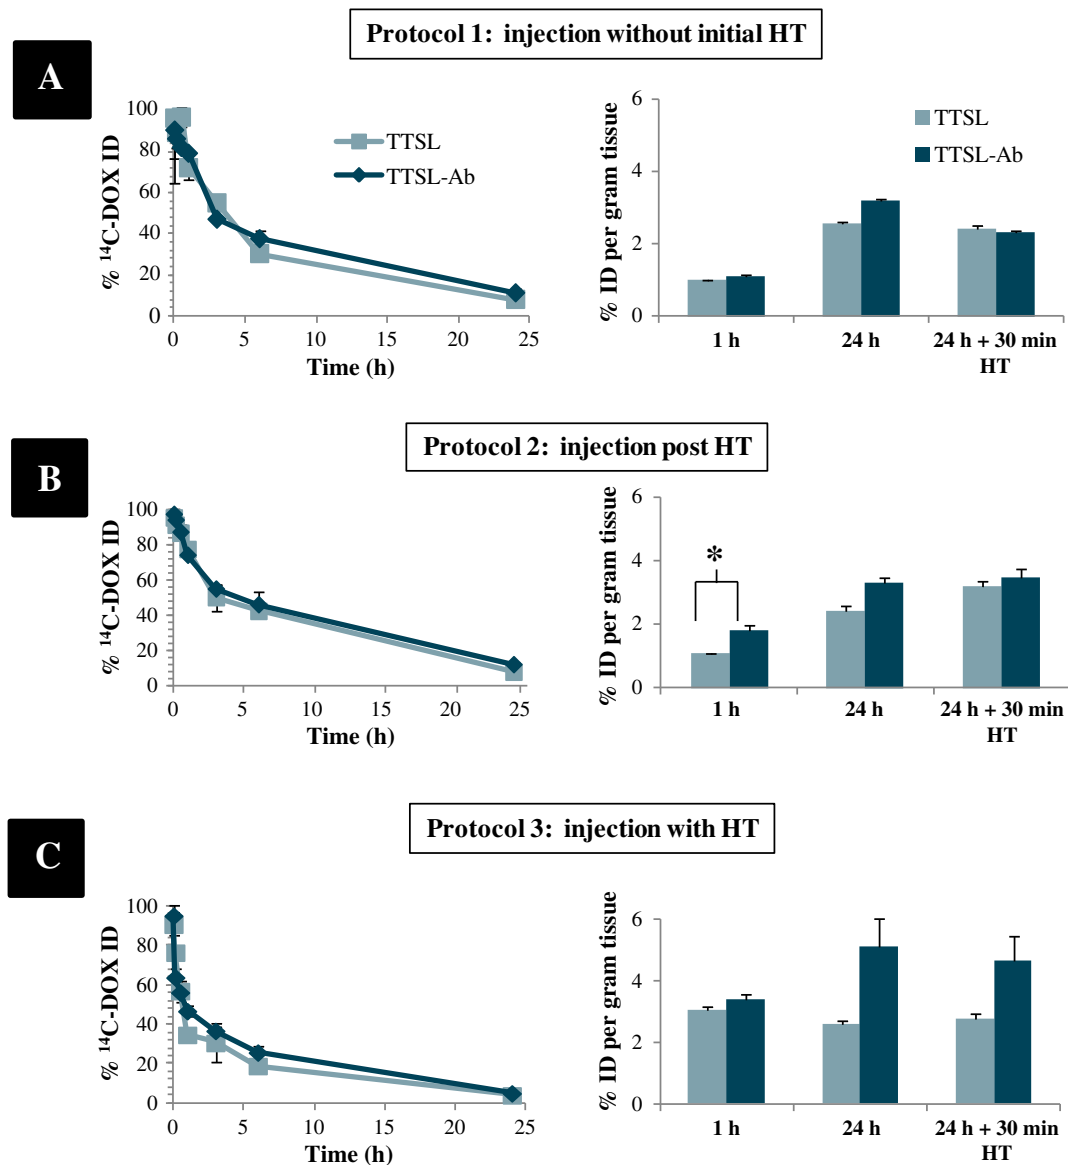 Protocol 1: injection without initial HT
A
% ¹⁴C-DOX ID
100
80
60
40
20
0
0 5 10 15 20 25
Time (h)
TTSL
TTSL-Ab
% ID per gram tissue
6
4
2
0
TTSL
TTSL-Ab
1 h 24 h 24 h + 30 min
HT
Protocol 2: injection post HT
B
% ¹⁴C-DOX ID
100
80
60
40
20
0
0 5 10 15 20 25
Time (h)
% ID per gram tissue
6
4
2
0
*
1 h 24 h 24 h + 30 min
HT
Protocol 3: injection with HT
C
% ¹⁴C-DOX ID
100
80
60
40
20
0
0 5 10 15 20 25
Time (h)
% ID per gram tissue
6
4
2
0
1 h 24 h 24 h + 30 min
HT